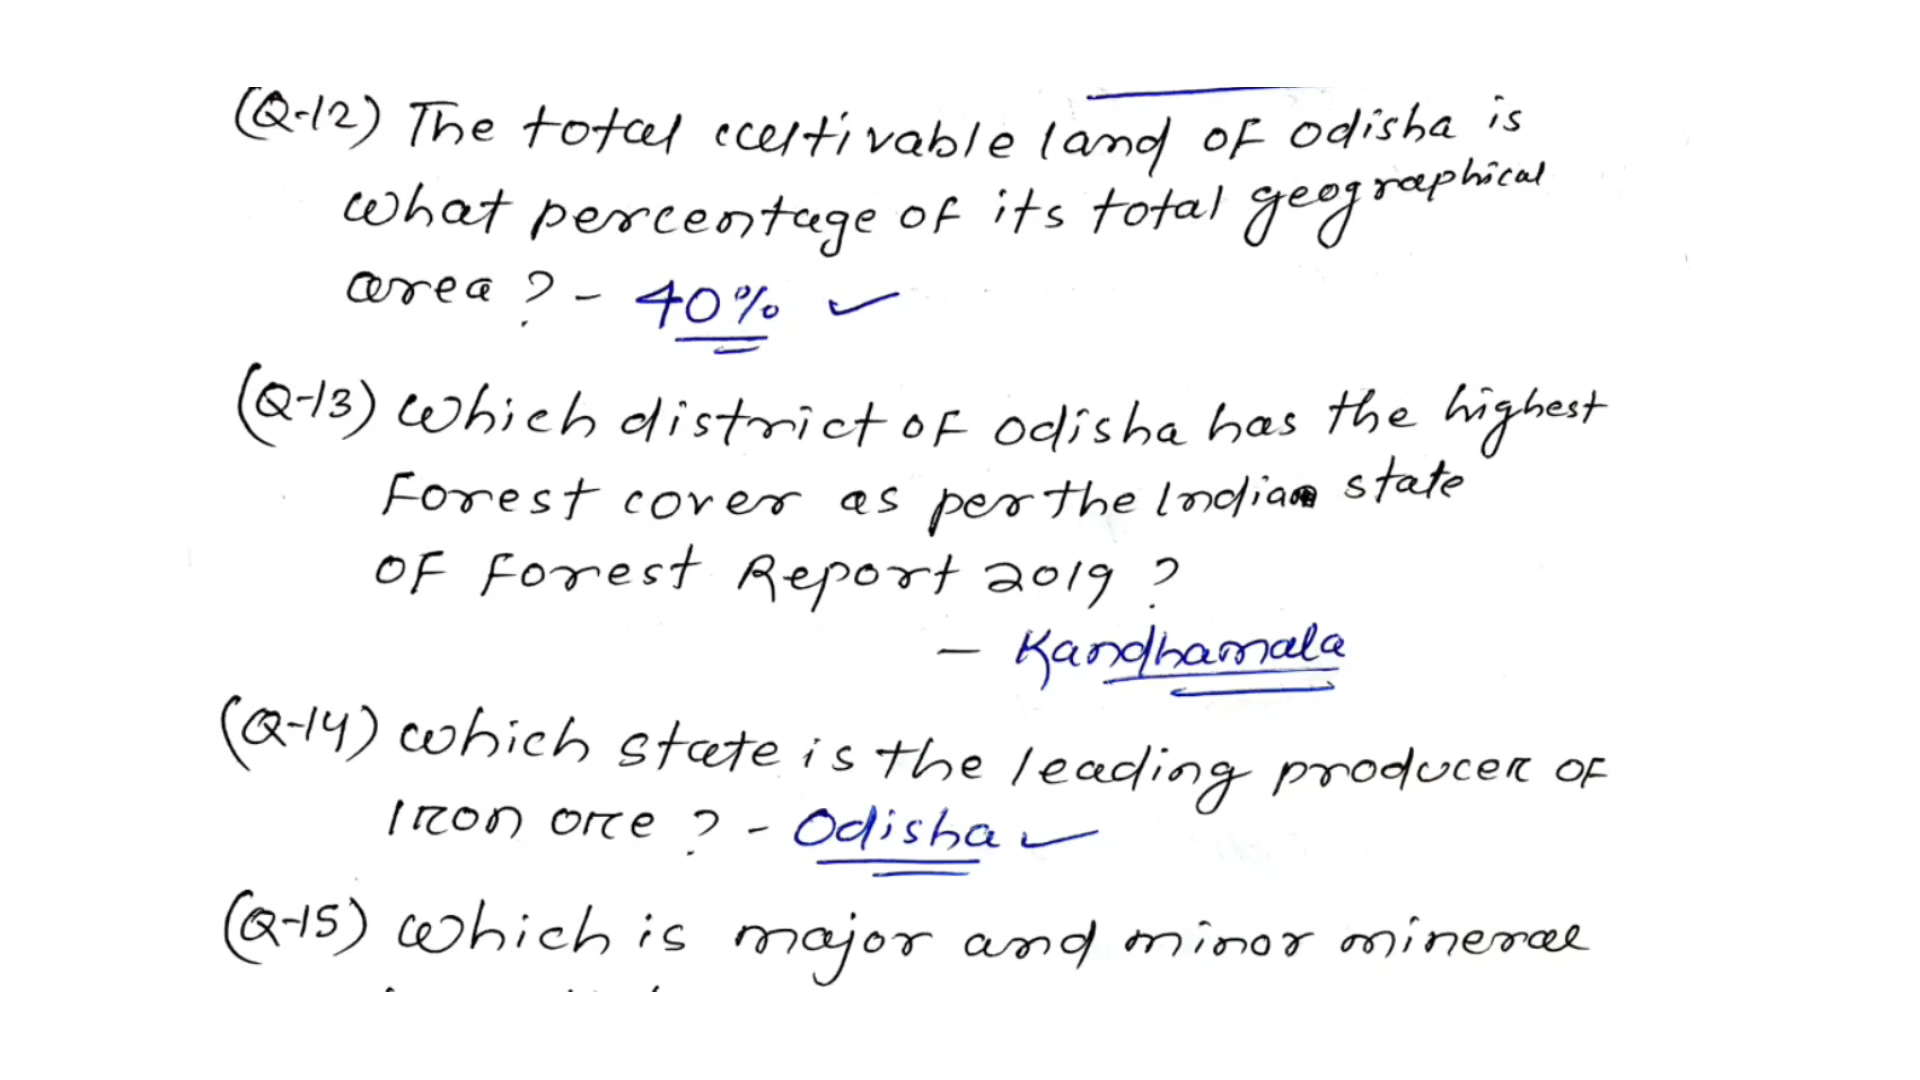 (Q-12) The total cultivable land of odisha is
what percentage of its total geographical
area ? - 40% ✓
(Q-13) Which district of odisha has the highest
Forest cover as per the Indian state
of Forest Report 2019 ?
- Kandhamala
(Q-14) Which state is the leading producer of
Iron ore ? - Odisha ✓
(Q-15) Which is major and minor mineral